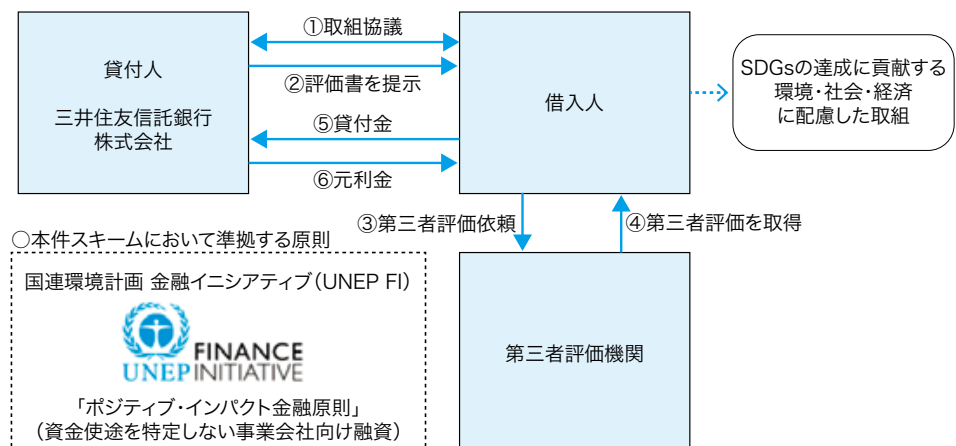 ①取組協議
貸付人
三井住友信託銀行
株式会社
②評価書を提示
借入人
SDGsの達成に貢献する
環境・社会・経済
に配慮した取組
⑤貸付金
⑥元利金
③第三者評価依頼
④第三者評価を取得
○本件スキームにおいて準拠する原則
国連環境計画 金融イニシアティブ(UNEP FI)
FINANCE
UNEP INITIATIVE
「ポジティブ・インパクト金融原則」
(資金使途を特定しない事業会社向け融資)
第三者評価機関